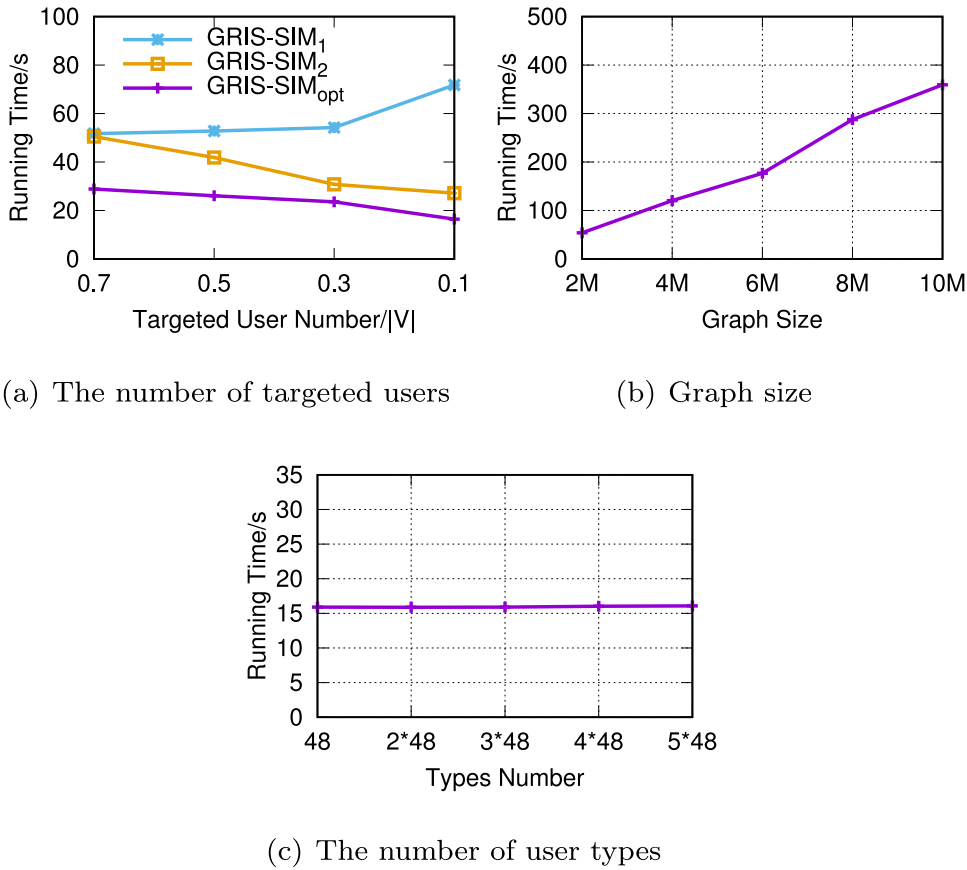 100
80
60
40
20
0
Running Time/s
GRIS-SIM1
GRIS-SIM2
GRIS-SIMopt
0.7 0.5 0.3 0.1
Targeted User Number/|V|
(a) The number of targeted users
500
400
300
200
100
0
Running Time/s
2M 4M 6M 8M 10M
Graph Size
(b) Graph size
35
30
25
20
15
10
5
0
Running Time/s
48 2*48 3*48 4*48 5*48
Types Number
(c) The number of user types